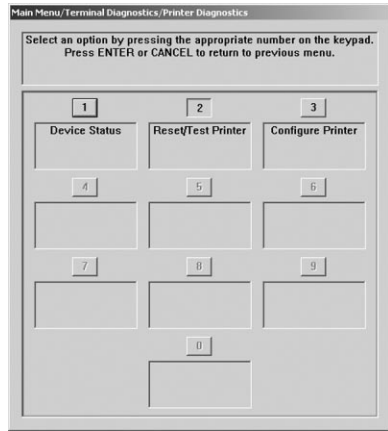 Main Menu/Terminal Diagnostics/Printer Diagnostics
Select an option by pressing the appropriate number on the keypad.
Press ENTER or CANCEL to return to previous menu.
1 2 3
Device Status Reset/Test Printer Configure Printer
4 5 6
7 8 9
0